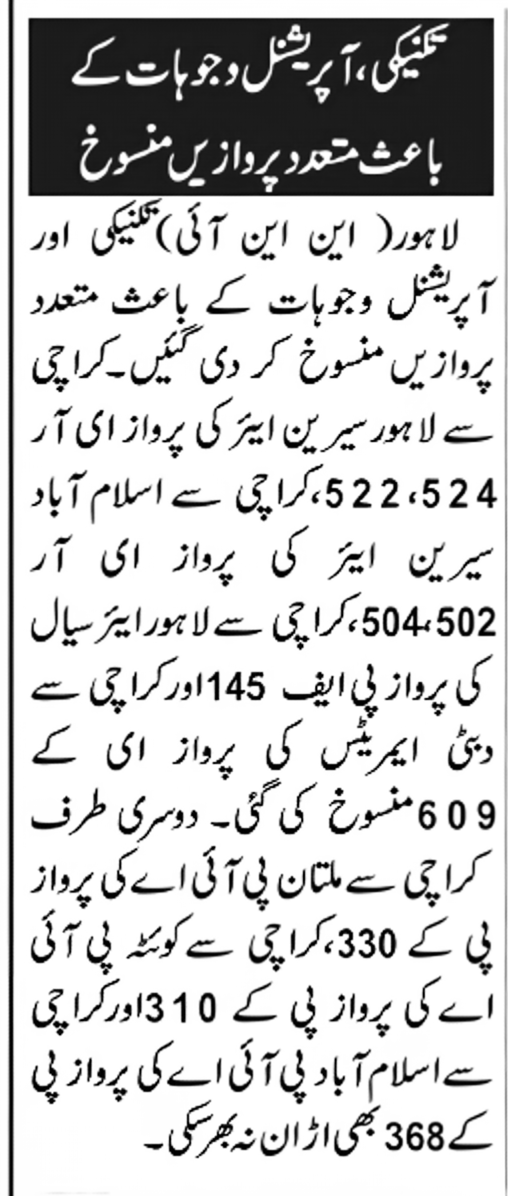 تکنیکی، آپریشنل وجوہات کے
باعث متعدد پروازیں منسوخ
لاہور( این این آئی)تکنیکی اور
آپریشنل وجوہات کے باعث متعدد
پروازیں منسوخ کر دی گئیں۔کراچی
سے لاہور سیرین ایئر کی پرواز ای آر
522،524،کراچی سے اسلام آباد
سیرین ایئر کی پرواز ای آر
504،502،کراچی سے لاہور ایئر سیال
کی پرواز پی ایف 145اور کراچی سے
دبئی ایمریٹس کی پرواز ای کے
609منسوخ کی گئی۔ دوسری طرف
کراچی سے ملتان پی آئی اے کی پرواز
پی کے 330،کراچی سے کوئٹہ پی آئی
اے کی پرواز پی کے 310اور کراچی
سے اسلام آباد پی آئی اے کی پرواز پی
کے 368 بھی اڑان نہ بھر سکی۔